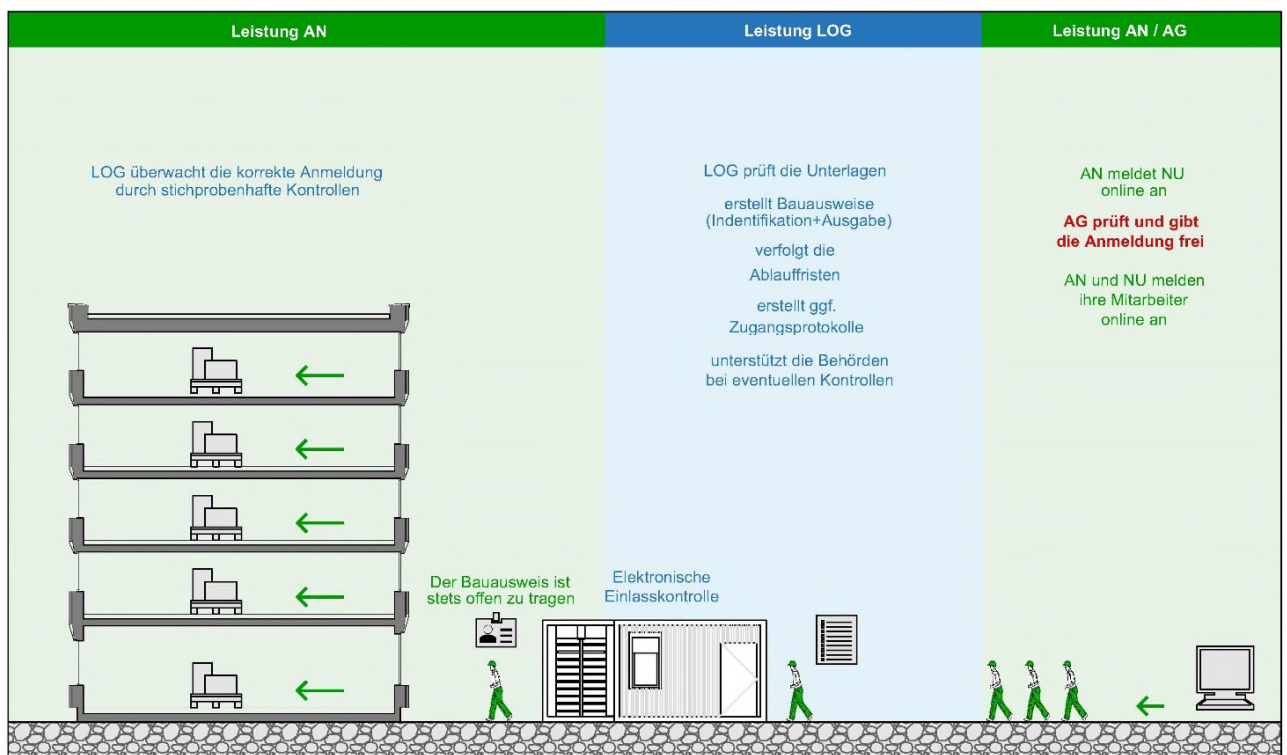 Leistung AN
Leistung LOG
Leistung AN / AG
LOG überwacht die korrekte Anmeldung
durch stichprobenhafte Kontrollen
LOG prüft die Unterlagen
erstellt Bauausweise
(Indentifikation+Ausgabe)
verfolgt die
Ablauffristen
erstellt ggf.
Zugangsprotokolle
unterstützt die Behörden
bei eventuellen Kontrollen
AN meldet NU
online an
AG prüft und gibt
die Anmeldung frei
AN und NU melden
ihre Mitarbeiter
online an
Der Bauausweis ist
stets offen zu tragen
Elektronische
Einlasskontrolle